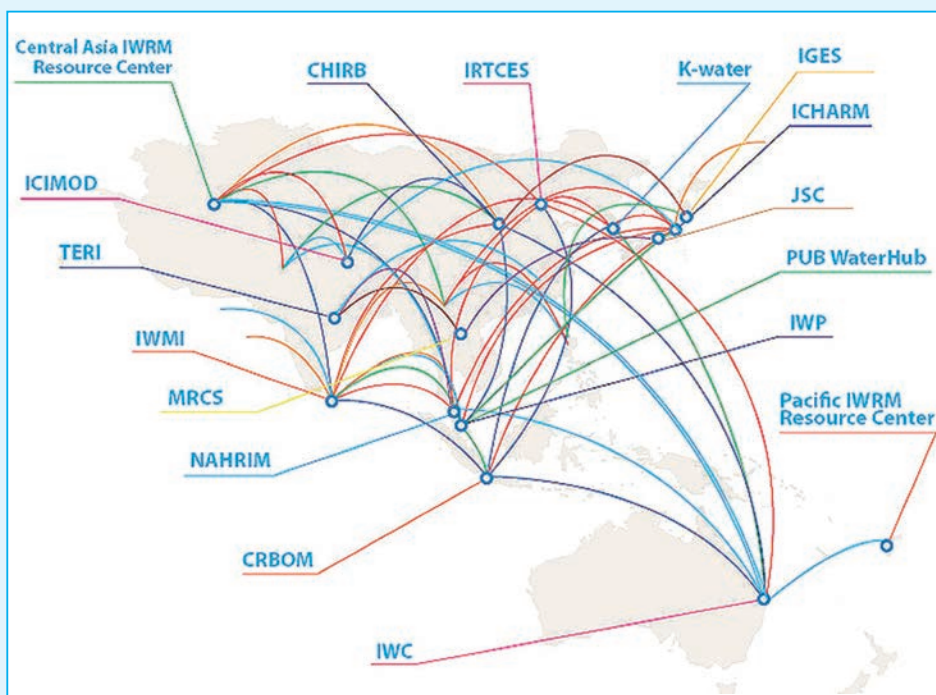 Central Asia IWRM
Resource Center
CHIRB
IRTCES
K-water
IGES
ICHARM
ICIMOD
JSC
TERI
PUB WaterHub
IWP
IWMI
MRCS
Pacific IWRM
Resource Center
NAHRIM
CRBOM
IWC